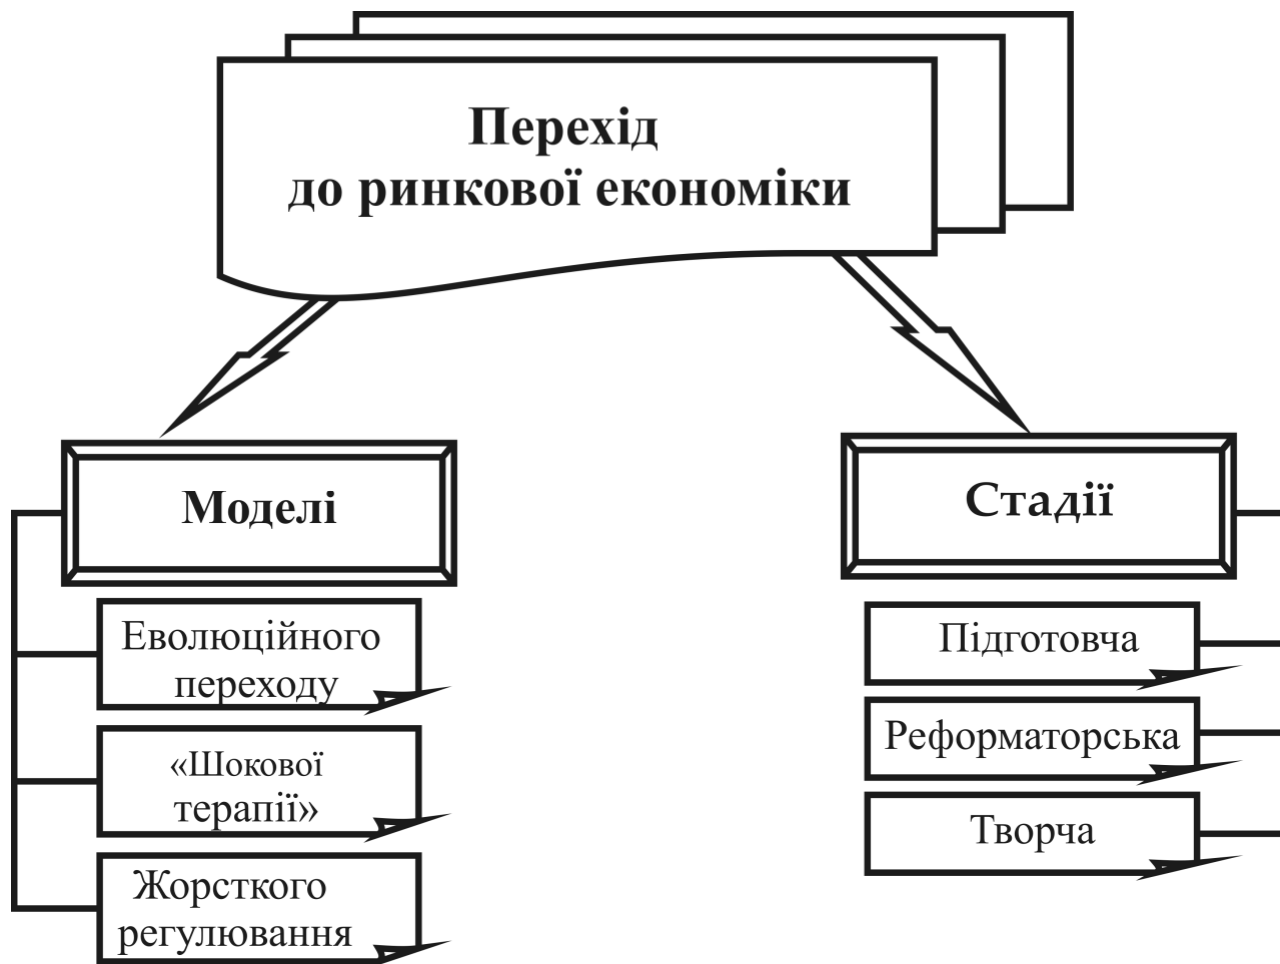 Перехід
до ринкової економіки
Моделі
Еволюційного
переходу
«Шокової
терапії»
Жорсткого
регулювання
Стадії
Підготовча
Реформаторська
Творча